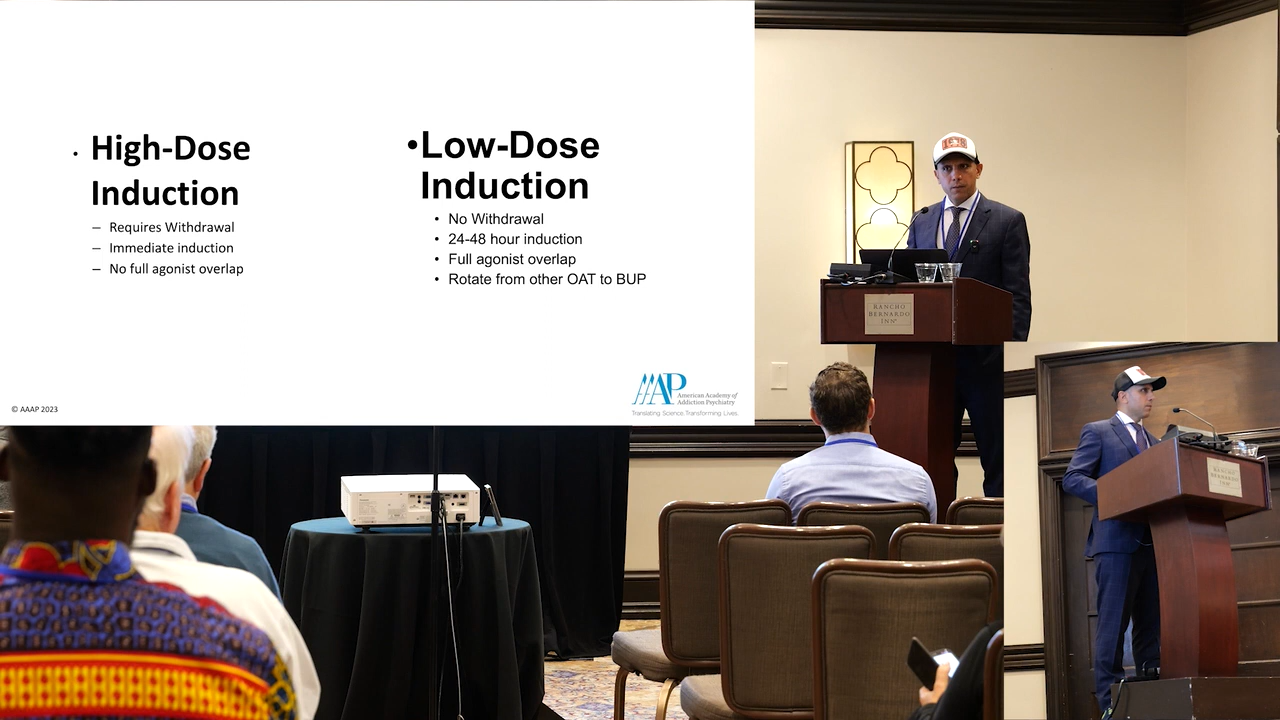 • High-Dose
Induction
– Requires Withdrawal
– Immediate induction
– No full agonist overlap
•Low-Dose
Induction
• No Withdrawal
• 24-48 hour induction
• Full agonist overlap
• Rotate from other OAT to BUP
© AAAP 2023
AAAP
American Academy of
Addiction Psychiatry
Translating Science. Transforming Lives.
RANCHO
BERNARDO
INN
RANCHO
BERNARDO
INN